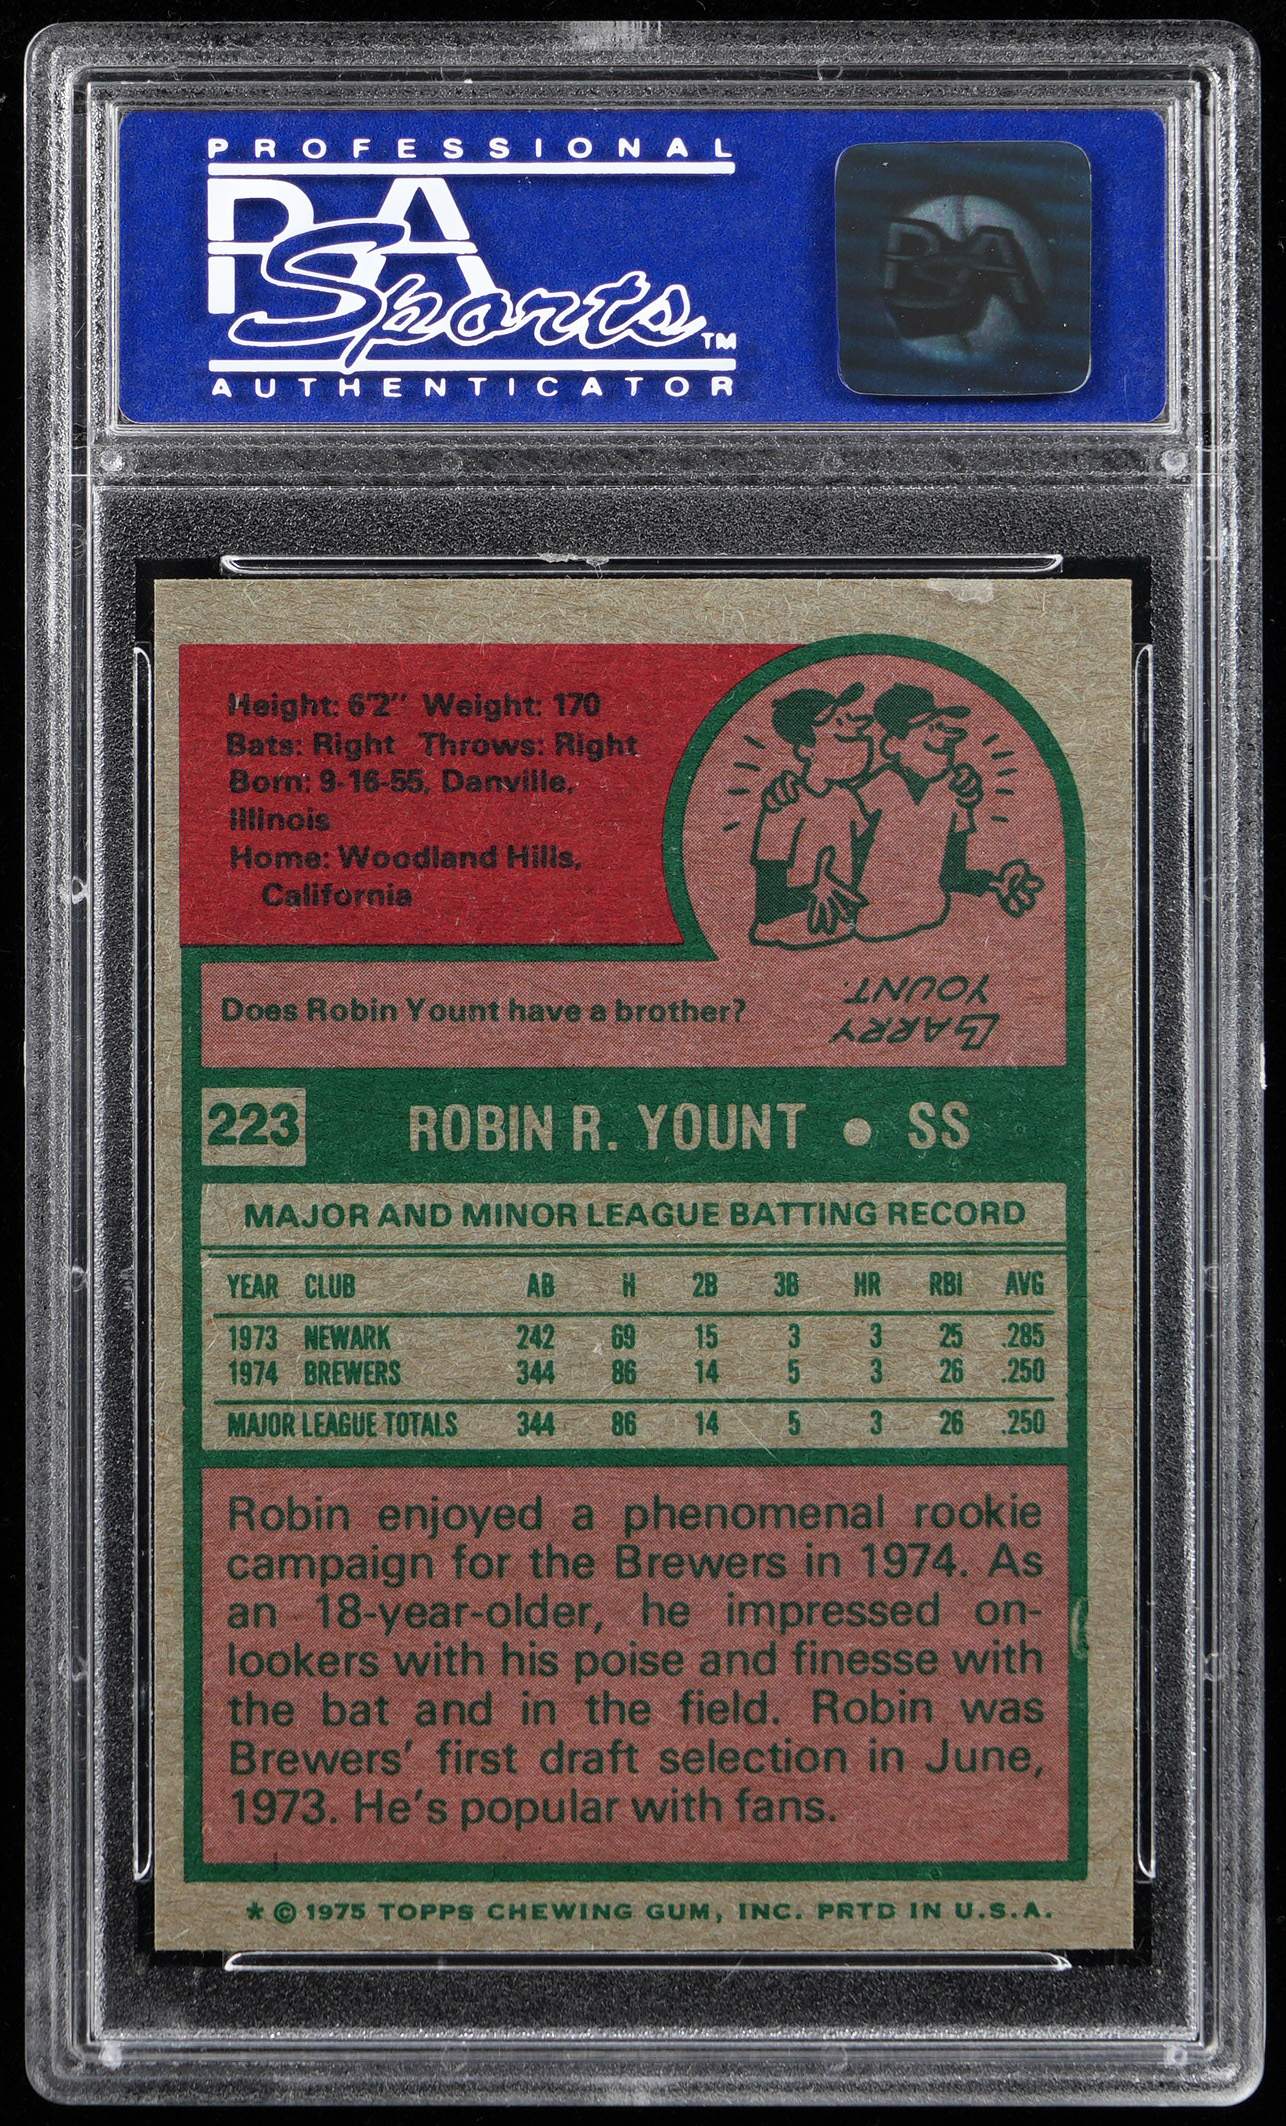 PROFESSIONAL
PSA
Sports™
AUTHENTICATOR
PSA
Height: 6'2" Weight: 170
Bats: Right Throws: Right
Born: 9-16-55, Danville,
Illinois
Home: Woodland Hills,
California
Does Robin Yount have a brother?
LARRY
YOUNT.
223 ROBIN R. YOUNT • SS
MAJOR AND MINOR LEAGUE BATTING RECORD
YEAR CLUB AB H 2B 3B HR RBI AVG
1973 NEWARK 242 69 15 3 3 25 .285
1974 BREWERS 344 86 14 5 3 26 .250
MAJOR LEAGUE TOTALS 344 86 14 5 3 26 .250
Robin enjoyed a phenomenal rookie
campaign for the Brewers in 1974. As
an 18-year-older, he impressed on-
lookers with his poise and finesse with
the bat and in the field. Robin was
Brewers' first draft selection in June,
1973. He's popular with fans.
* © 1975 TOPPS CHEWING GUM, INC. PRTD IN U.S.A.